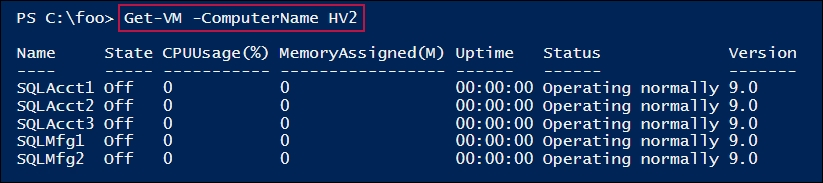 PS C:\foo> Get-VM -ComputerName HV2
Name State CPUUsage(%) MemoryAssigned(M) Uptime Status Version
---- ----- ----------- ----------------- ------ ------ -------
SQLAcct1 Off 0 0 00:00:00 Operating normally 9.0
SQLAcct2 Off 0 0 00:00:00 Operating normally 9.0
SQLAcct3 Off 0 0 00:00:00 Operating normally 9.0
SQLMfg1 Off 0 0 00:00:00 Operating normally 9.0
SQLMfg2 Off 0 0 00:00:00 Operating normally 9.0